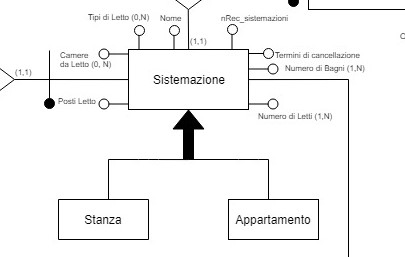 Tipi di Letto (0,N)
Nome
nRec_sistemazioni
(1,1)
Camere
da Letto (0, N)
Termini di cancellazione
Numero di Bagni (1,N)
(1,1)
Sistemazione
Posti Letto
Numero di Letti (1,N)
Stanza
Appartamento